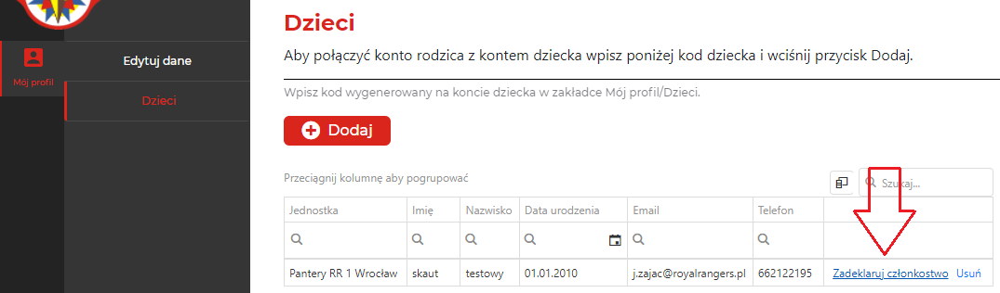 Mój profil
Edytuj dane
Dzieci
Dzieci
Aby połączyć konto rodzica z kontem dziecka wpisz poniżej kod dziecka i wciśnij przycisk Dodaj.
Wpisz kod wygenerowany na koncie dziecka w zakładce Mój profil/Dzieci.
Dodaj
Przeciągnij kolumnę aby pogrupować
Szukaj...
Jednostka Imię Nazwisko Data urodzenia Email Telefon
Pantery RR 1 Wrocław skaut testowy 01.01.2010 j.zajac@royalrangers.pl 662122195 Zadeklaruj członkostwo Usuń